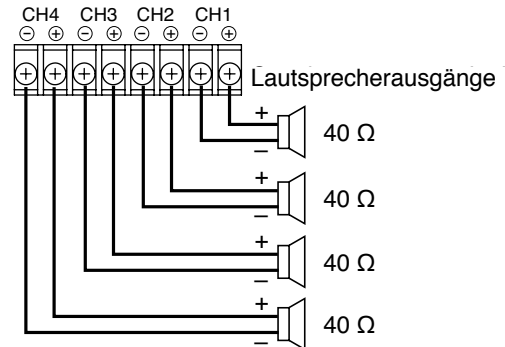 CH4 CH3 CH2 CH1
⊖ ⊕ ⊖ ⊕ ⊖ ⊕ ⊖ ⊕
Lautsprecherausgänge
+
40 Ω
–
+
40 Ω
–
+
40 Ω
–
+
40 Ω
–